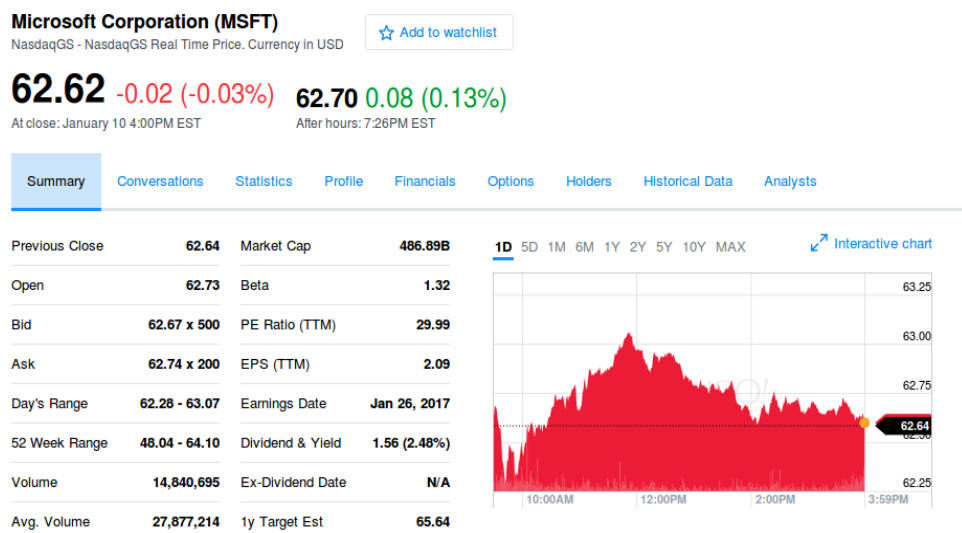 Microsoft Corporation (MSFT)
NasdaqGS - NasdaqGS Real Time Price. Currency in USD
Add to watchlist
62.62 -0.02 (-0.03%)
At close: January 10 4:00PM EST
62.70 0.08 (0.13%)
After hours: 7:26PM EST
Summary Conversations Statistics Profile Financials Options Holders Historical Data Analysts
Previous Close 62.64
Open 62.73
Bid 62.67 x 500
Ask 62.74 x 200
Day's Range 62.28 - 63.07
52 Week Range 48.04 - 64.10
Volume 14,840,695
Avg. Volume 27,877,214
Market Cap 486.89B
Beta 1.32
PE Ratio (TTM) 29.99
EPS (TTM) 2.09
Earnings Date Jan 26, 2017
Dividend & Yield 1.56 (2.48%)
Ex-Dividend Date N/A
1y Target Est 65.64
1D 5D 1M 6M 1Y 2Y 5Y 10Y MAX
Interactive chart
63.25
63.00
62.75
62.64
62.25
10:00AM 12:00PM 2:00PM 3:59PM